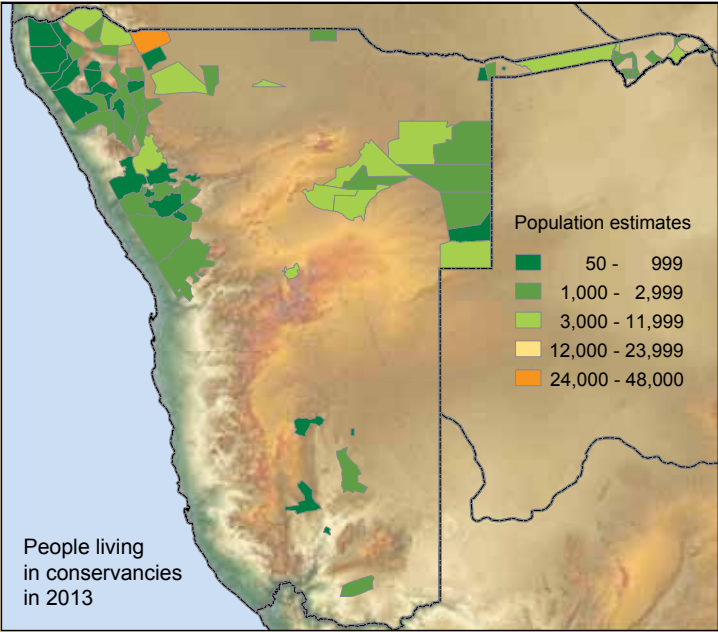 Population estimates
50 - 999
1,000 - 2,999
3,000 - 11,999
12,000 - 23,999
24,000 - 48,000
People living
in conservancies
in 2013